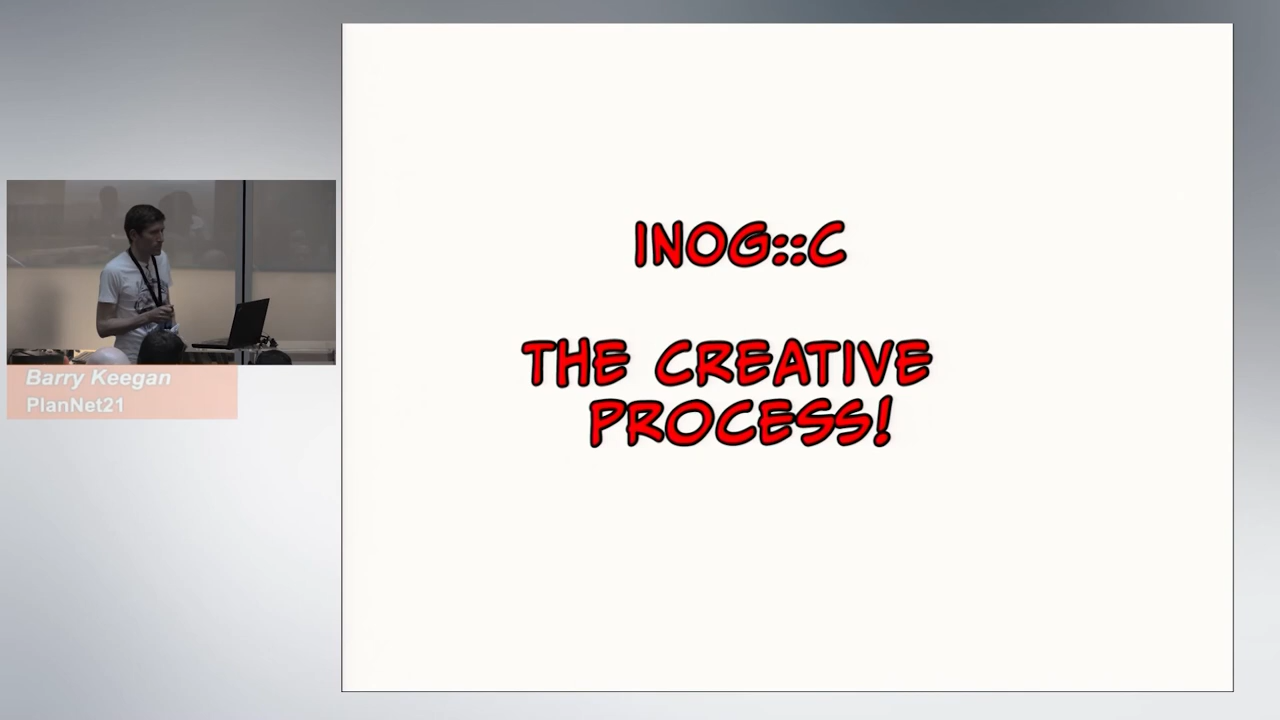 INOG::C
THE CREATIVE
PROCESS!
Barry Keegan
PlanNet21